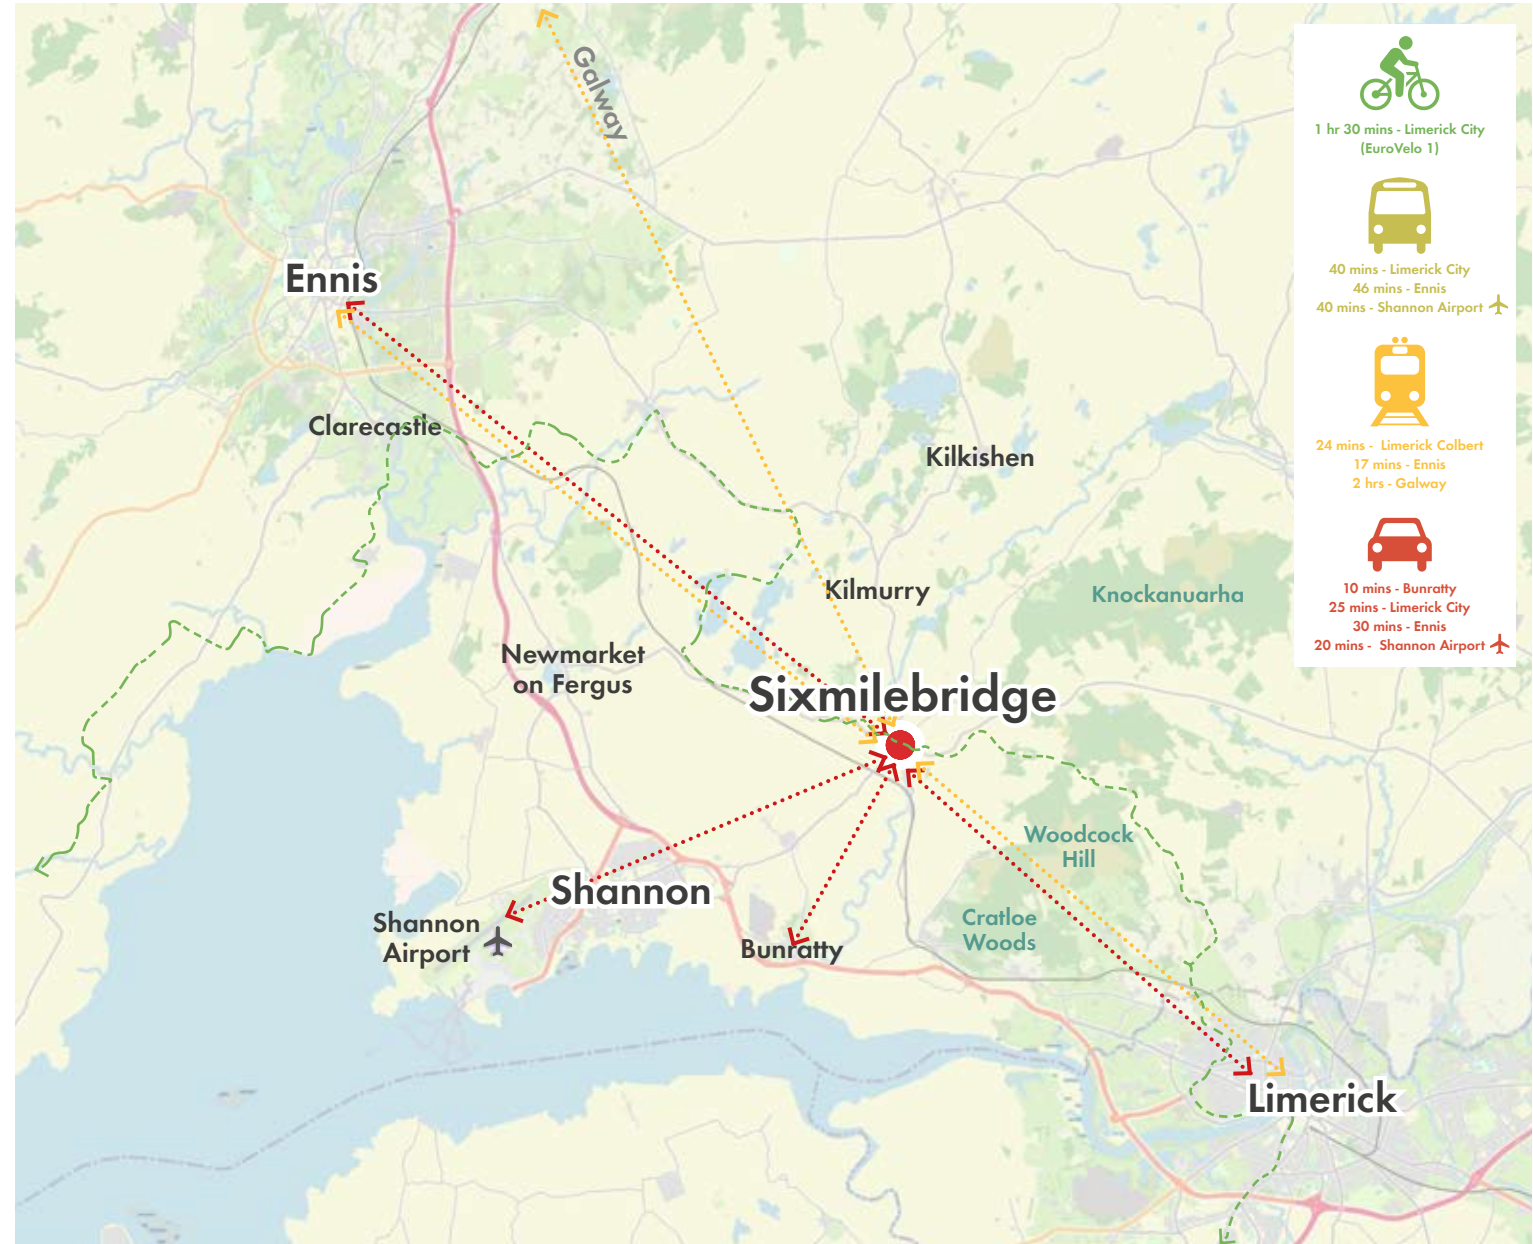 Galway
Ennis
Clarecastle
Kilkishen
Kilmurry
Knockanuarha
Newmarket
on Fergus
Sixmilebridge
Woodcock
Hill
Shannon
Shannon
Airport
Cratloe
Woods
Bunratty
Limerick
1 hr 30 mins - Limerick City
(EuroVelo 1)
40 mins - Limerick City
46 mins - Ennis
40 mins - Shannon Airport
24 mins - Limerick Colbert
17 mins - Ennis
2 hrs - Galway
10 mins - Bunratty
25 mins - Limerick City
30 mins - Ennis
20 mins - Shannon Airport